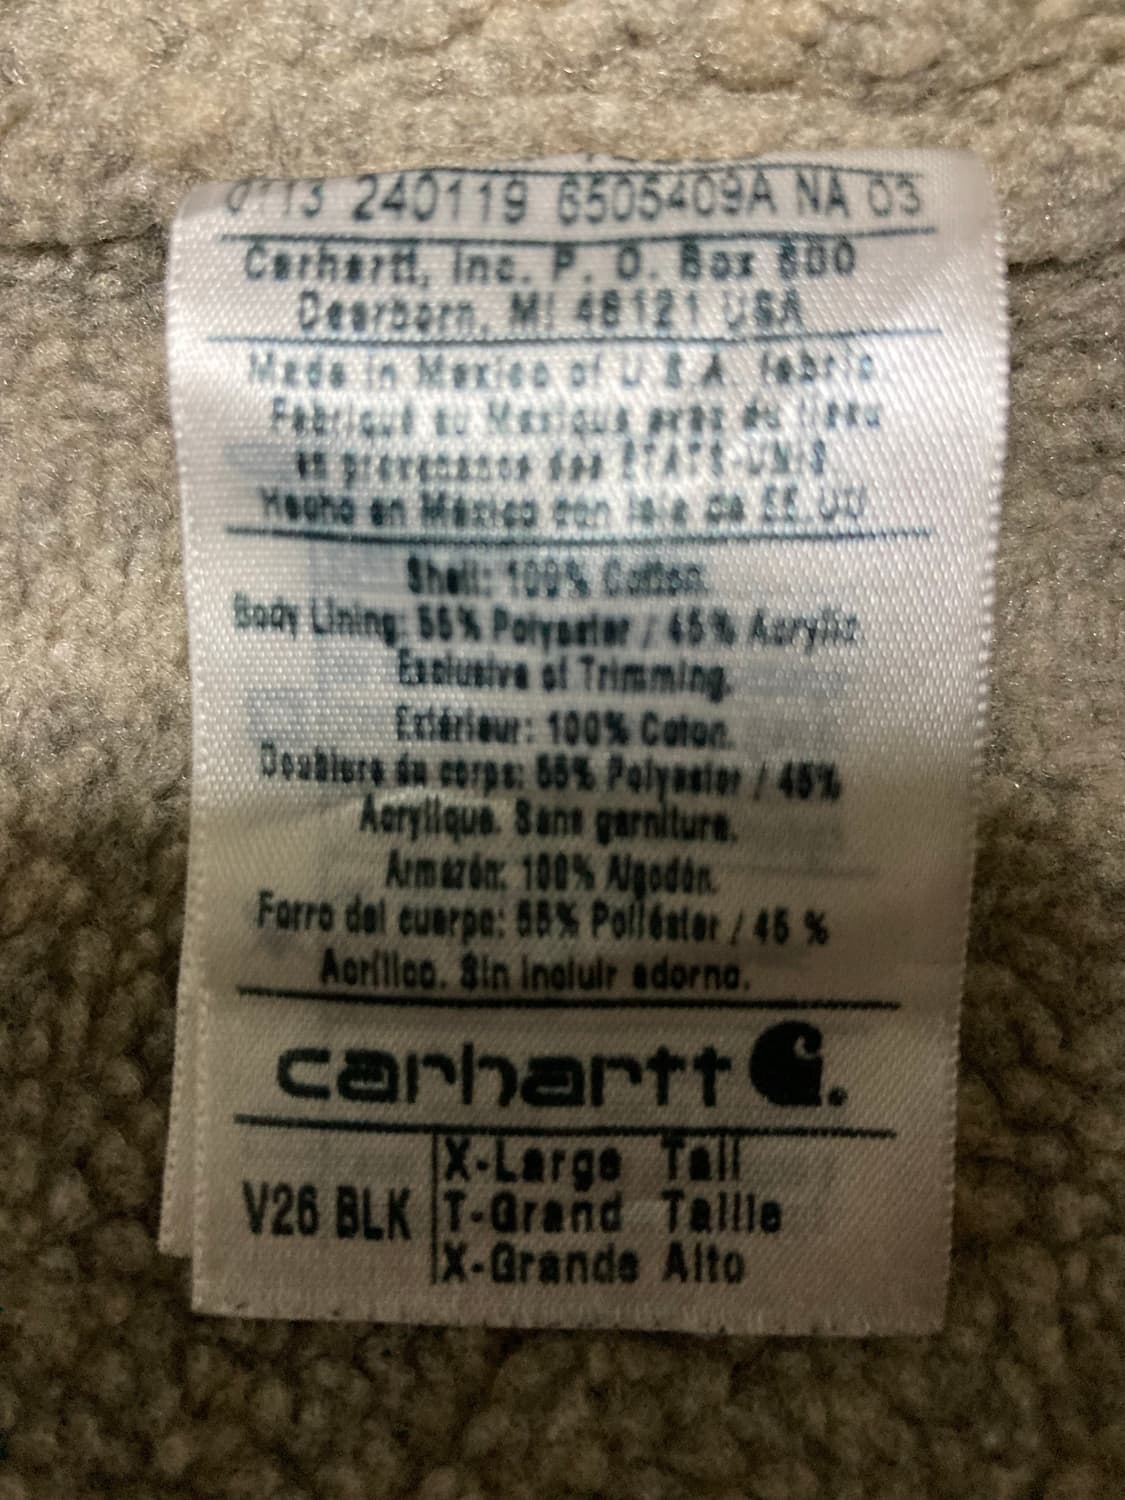 0113 240119 6505409A NA 03
Carhartt, Inc. P. O. Box 600
Dearborn, MI 48121 USA
Made in Mexico of U.S.A. fabric.
Fabriqué au Mexique avec du tissu
en provenance des ÉTATS-UNIS
Hecho en México con tela de EE.UU
Shell: 100% Cotton.
Body Lining: 55% Polyester / 45% Acrylic
Exclusive of Trimming.
Extérieur: 100% Coton.
Doublure du corps: 55% Polyester / 45%
Acrylique. Sans garniture.
Armazón: 100% Algodón.
Forro del cuerpo: 55% Poliéster / 45 %
Acrílico. Sin incluir adorno.
carhartt
V26 BLK
X-Large Tall
T-Grand Taille
X-Grande Alto